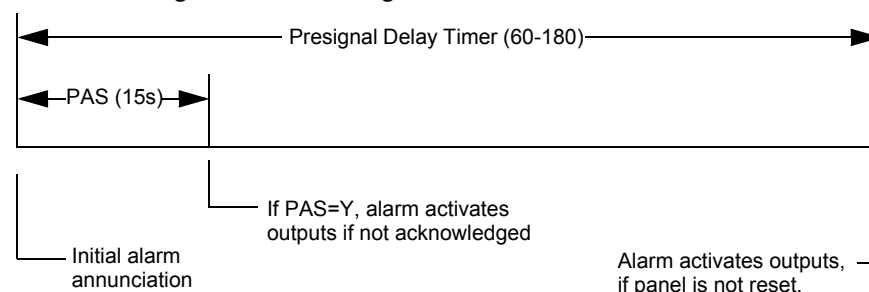 Presignal Delay Timer (60-180)
PAS (15s)
If PAS=Y, alarm activates
outputs if not acknowledged
Initial alarm
annunciation
Alarm activates outputs,
if panel is not reset.